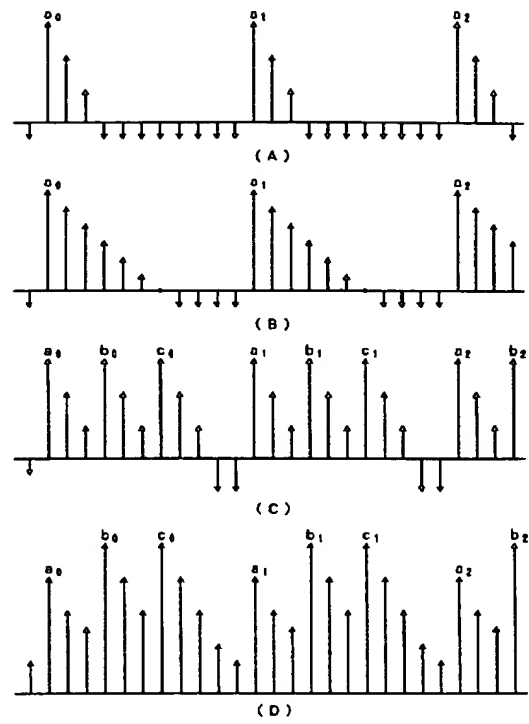 a₀ a₁ a₂
(A)
a₀ a₁ a₂
(B)
a₀ b₀ c₀ a₁ b₁ c₁ a₂ b₂
(C)
b₀ c₀ b₁ c₁ b₂
a₀ a₁ a₂
(D)